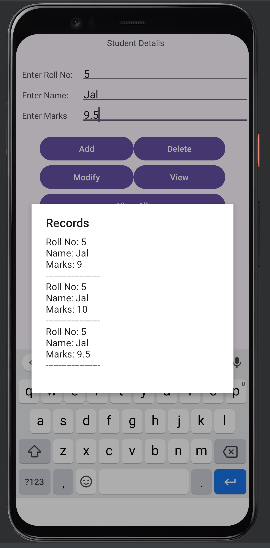 Student Details
Enter Roll No: 5
Enter Name: Jal
Enter Marks 9.5
Add Delete
Modify View
Records
Roll No: 5
Name: Jal
Marks: 9
--------------------
Roll No: 5
Name: Jal
Marks: 10
--------------------
Roll No: 5
Name: Jal
Marks: 9.5
--------------------
q w e r t y u i o p
a s d f g h j k l
z x c v b n m
?123 , .